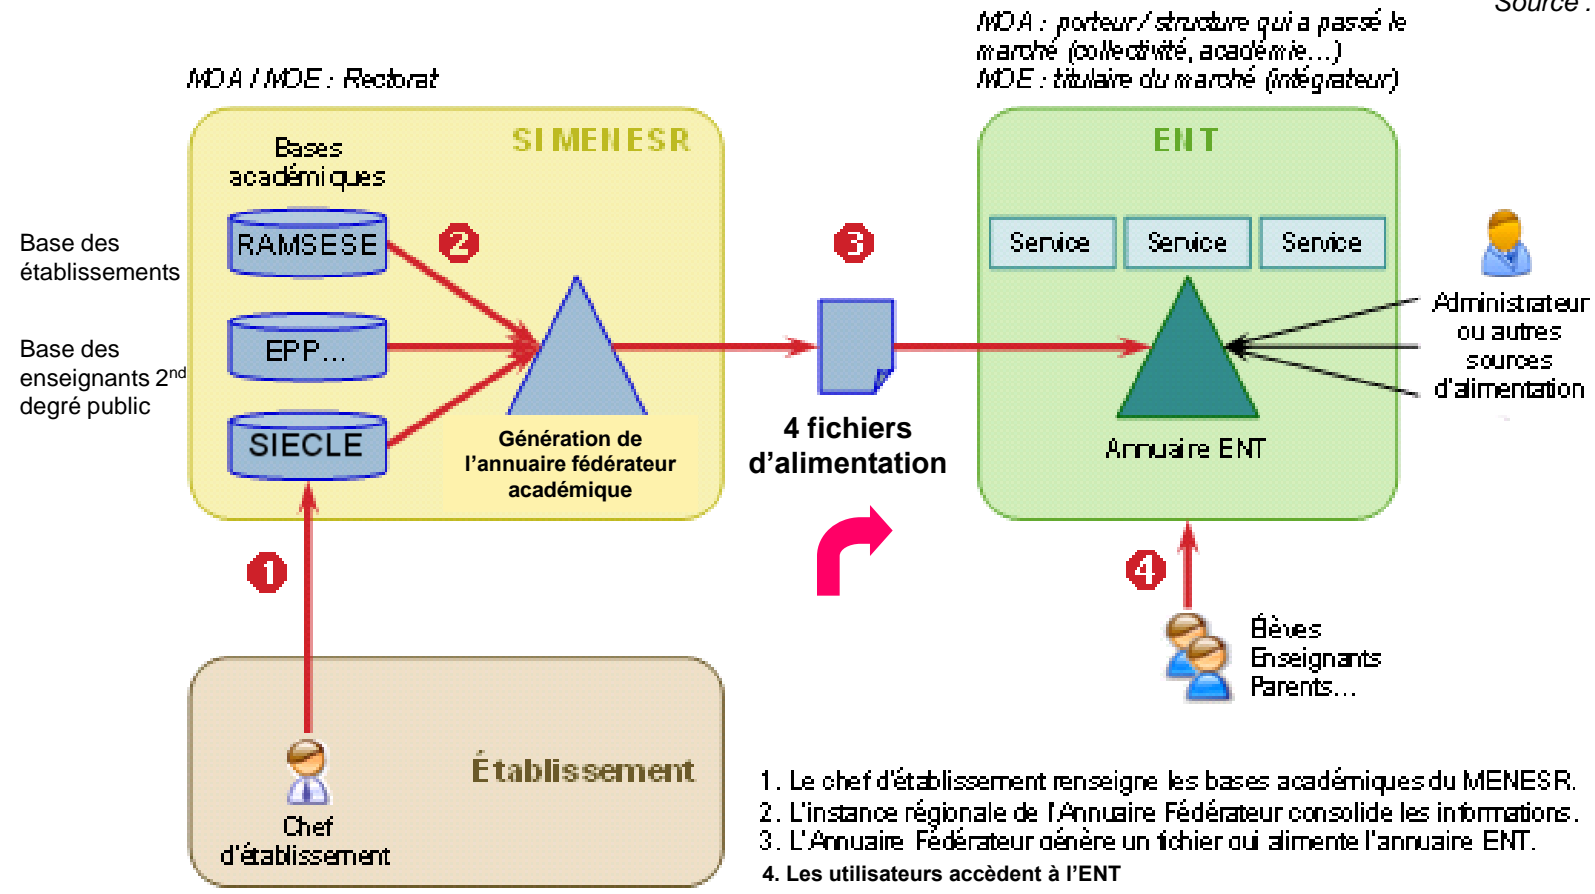 Source :
MOA : porteur / structure qui a passé le
marché (collectivité, académie...)
MOE : titulaire du marché (intégrateur)
MOA / MOE : Rectorat
SI MENESR
Bases
académiques
RAMSESE
EPP...
SIECLE
Base des
établissements
Base des
enseignants 2nd
degré public
2
Génération de
l'annuaire fédérateur
académique
3
4 fichiers
d'alimentation
ENT
Service
Service
Service
Annuaire ENT
Administrateur
ou autres
sources
d'alimentation
1
4
Élèves
Enseignants
Parents...
Établissement
Chef
d'établissement
1. Le chef d'établissement renseigne les bases académiques du MENESR.
2. L'instance régionale de l'Annuaire Fédérateur consolide les informations.
3. L'Annuaire Fédérateur génère un fichier qui alimente l'annuaire ENT.
4. Les utilisateurs accèdent à l'ENT